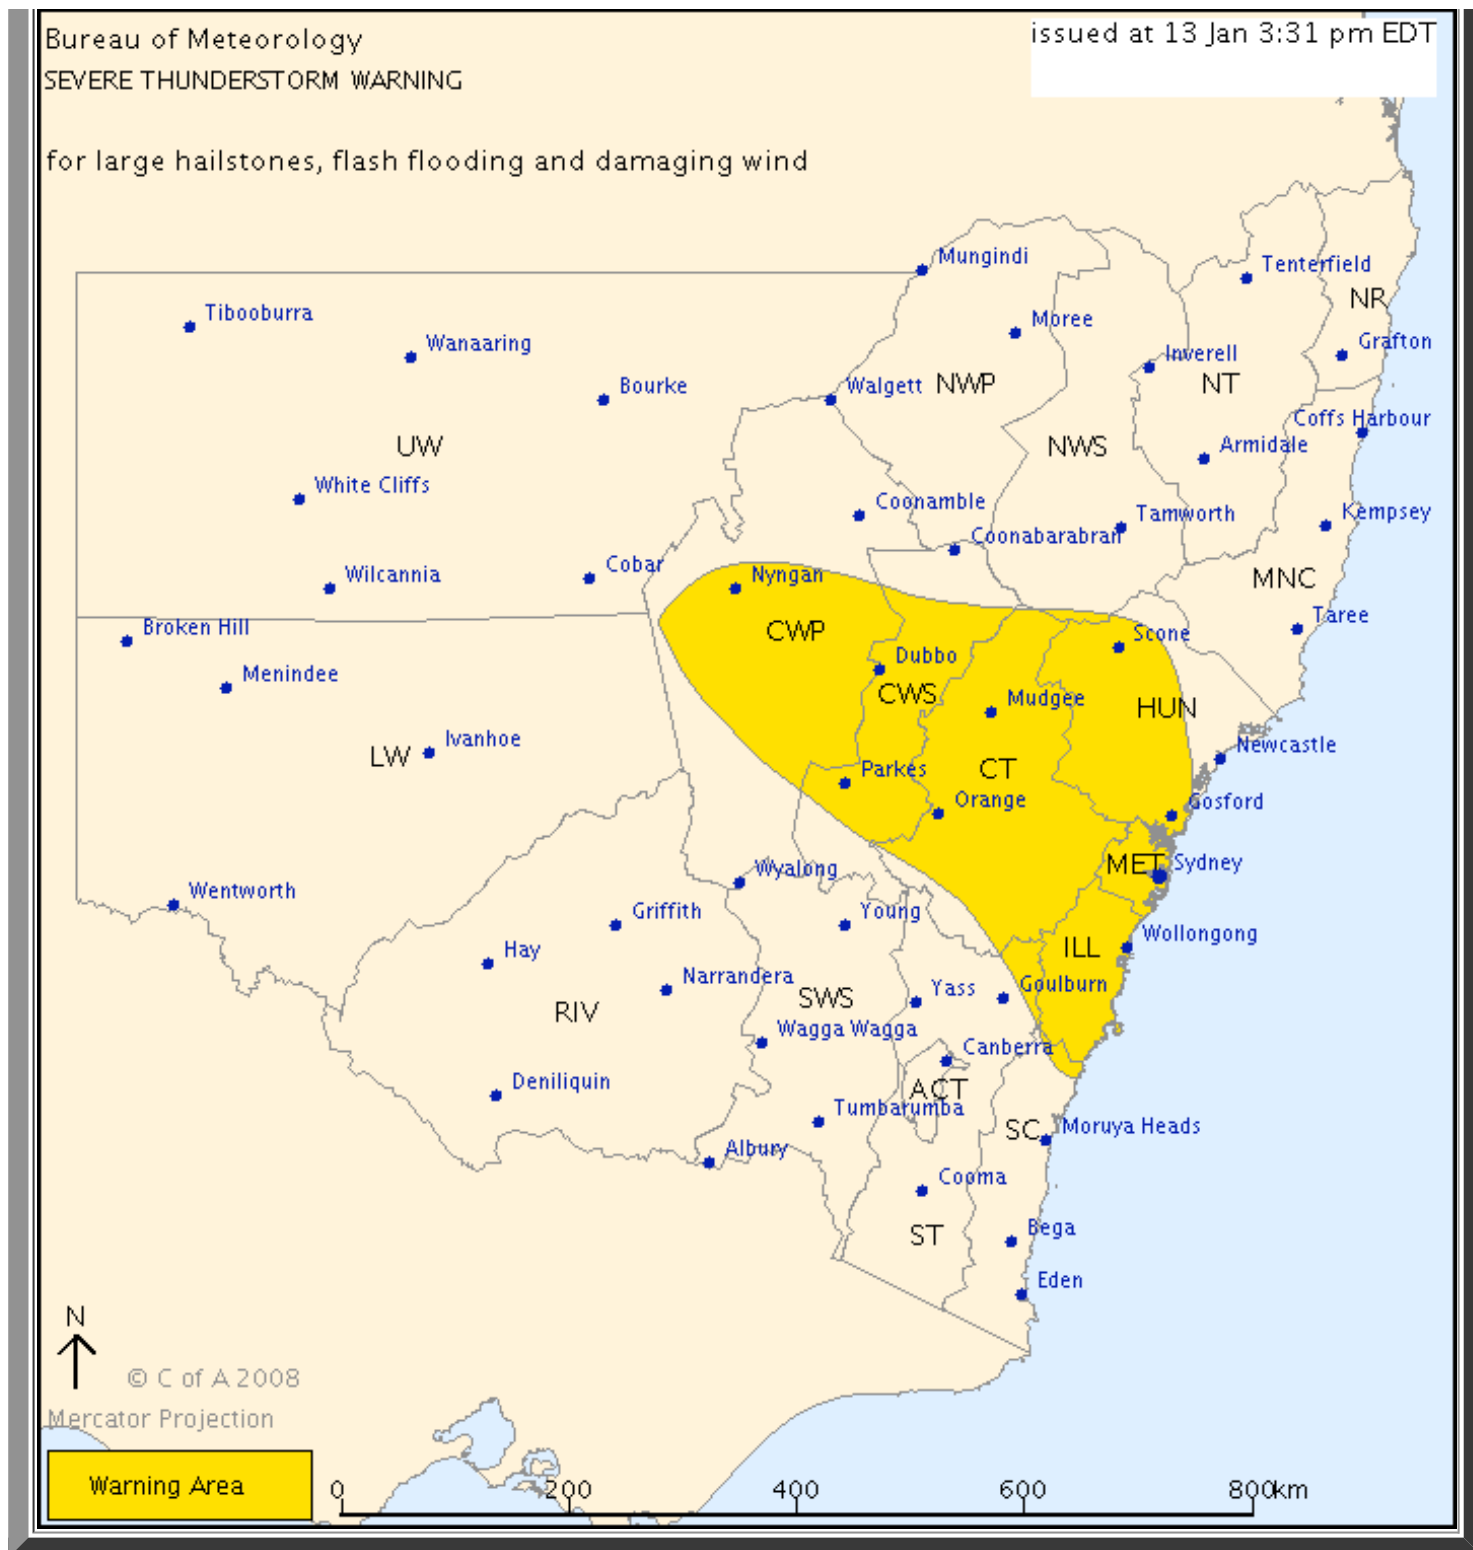 Bureau of Meteorology
issued at 13 Jan 3:31 pm EDT
SEVERE THUNDERSTORM WARNING
for large hailstones, flash flooding and damaging wind
Mungindi
Tenterfield
NR
Tibooburra
Moree
Wanaaring
Grafton
Inverell
Bourke
Walgett
NWP
NT
Coffs Harbour
UW
NWS
Armidale
White Cliffs
Coonamble
Tamworth
Kempsey
Coonabarabran
Cobar
Wilcannia
Nyngan
MNC
Taree
Broken Hill
CWP
Scone
Dubbo
Menindee
CWS
Mudgee
HUN
Ivanhoe
Newcastle
LW
Parkes
CT
Orange
Gosford
MET
Sydney
Wyalong
Wentworth
Griffith
Young
Wollongong
Hay
ILL
Narrandera
SWS
Yass
Goulburn
RIV
Wagga Wagga
Canberra
Deniliquin
ACT
Tumbarumba
SC
Moruya Heads
Albury
Cooma
ST
Bega
Eden
N
© C of A 2008
Mercator Projection
Warning Area
0 200 400 600 800km